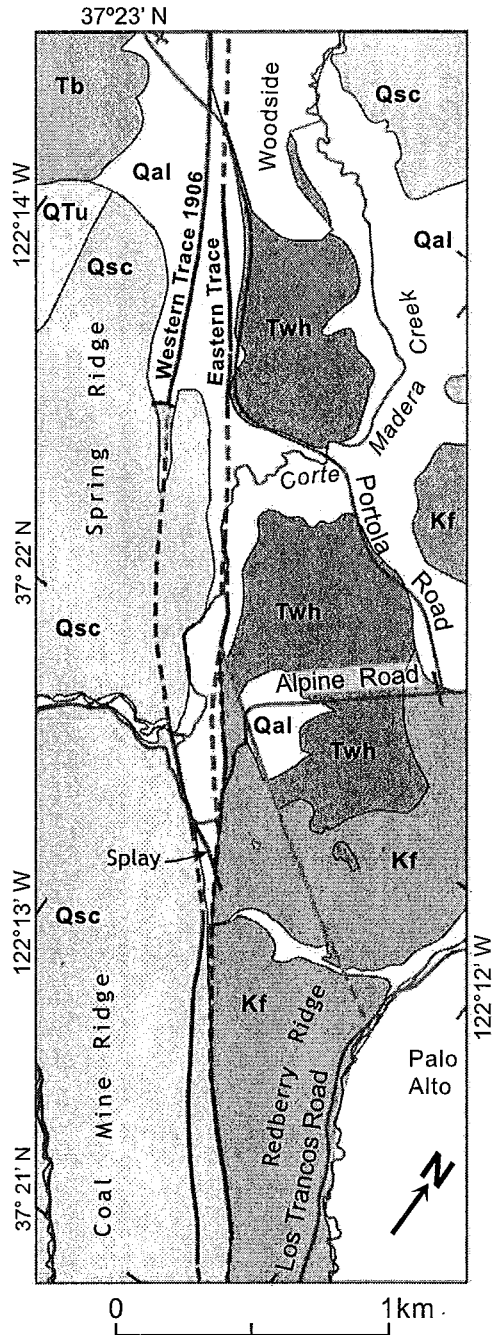 37°23' N
Tb
Qsc
Woodside
Qal
122°14' W
QTu
Qsc
Western Trace 1906
Eastern Trace
Qal
Twh
Creek
Madera
Corte
Spring Ridge
Portola Road
Kf
37° 22' N
Twh
Qsc
Alpine Road
Qal
Twh
Splay
Kf
Qsc
122°13' W
122°12' W
Kf
Redberry Ridge
Palo
Alto
Coal Mine Ridge
Los Trancos Road
N
37° 21' N
0
1km